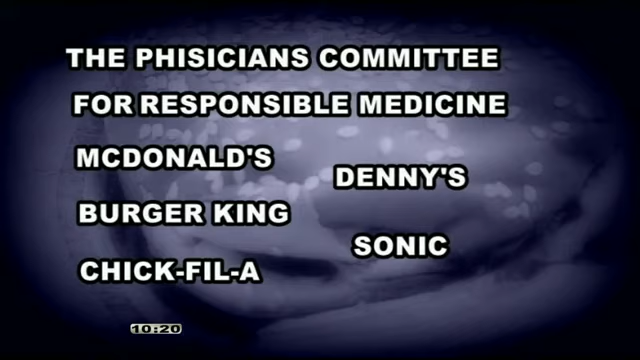 THE PHISICIANS COMMITTEE
FOR RESPONSIBLE MEDICINE
MCDONALD'S
DENNY'S
BURGER KING
SONIC
CHICK-FIL-A
10:20